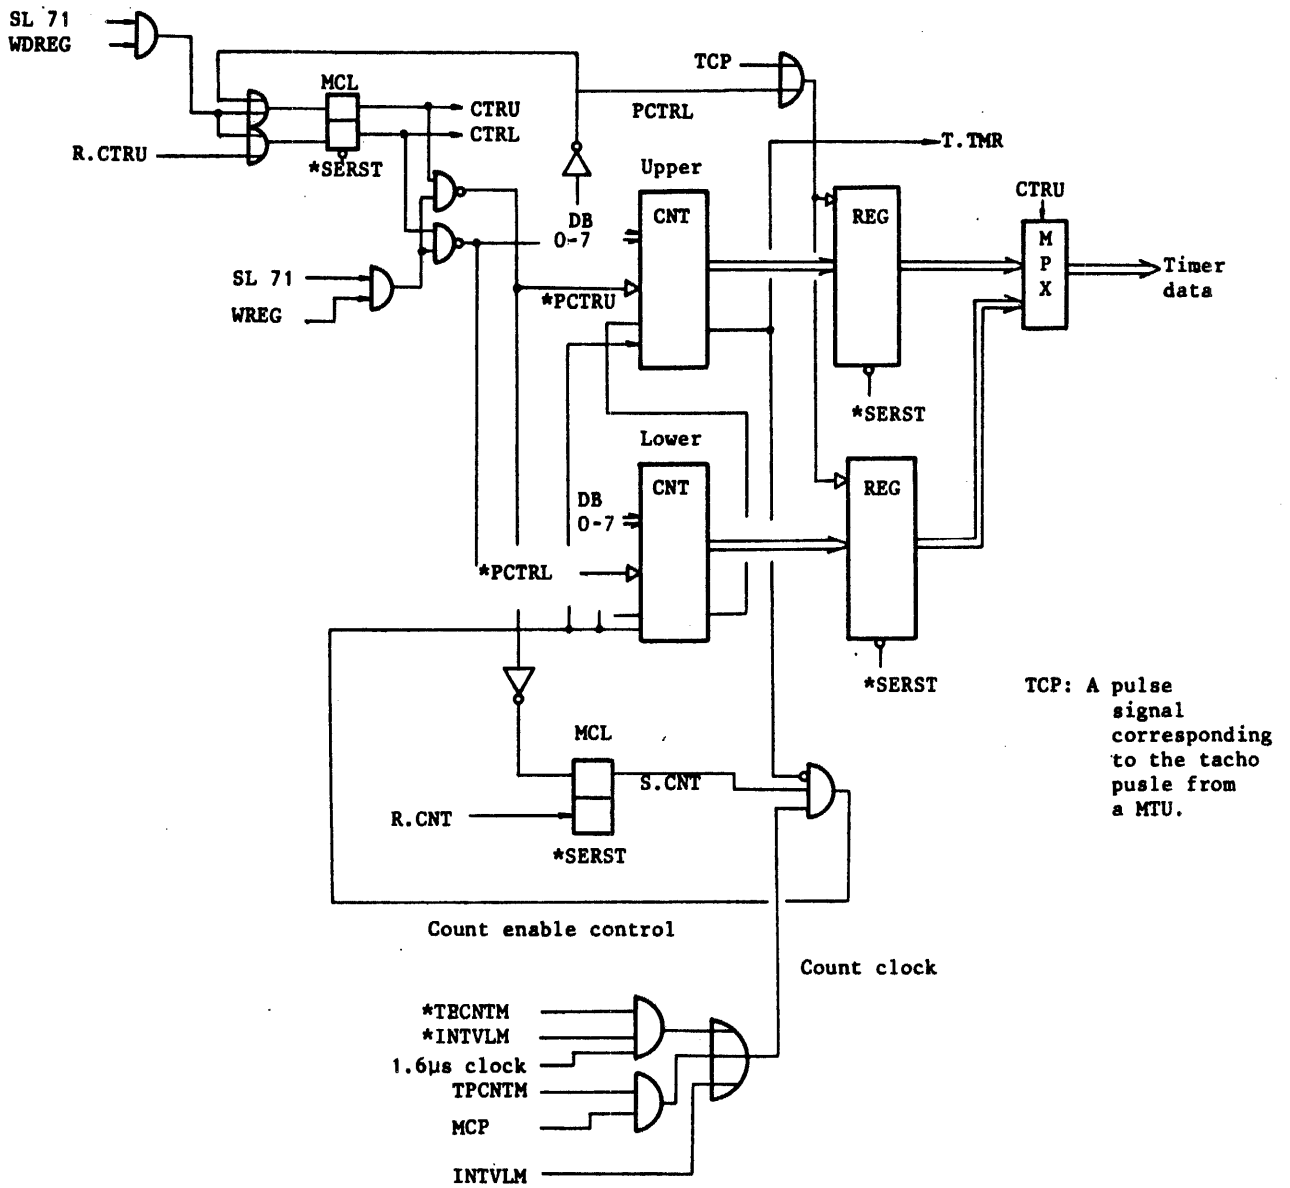 SL 71
WDREG
MCL
TCP
CTRU
PCTRL
CTRL
R.CTRU
*SERST
T.TMR
Upper
CTRU
CNT
REG
M
P
X
DB
0-7
SL 71
*PCTRU
WREG
Timer
data
*SERST
Lower
CNT
REG
DB
0-7
*PCTRL
*SERST
TCP: A pulse
signal
corresponding
to the tacho
pusle from
a MTU.
MCL
S.CNT
R.CNT
*SERST
Count enable control
Count clock
*TECNTM
*INTVLM
1.6µs clock
TPCNTM
MCP
INTVLM